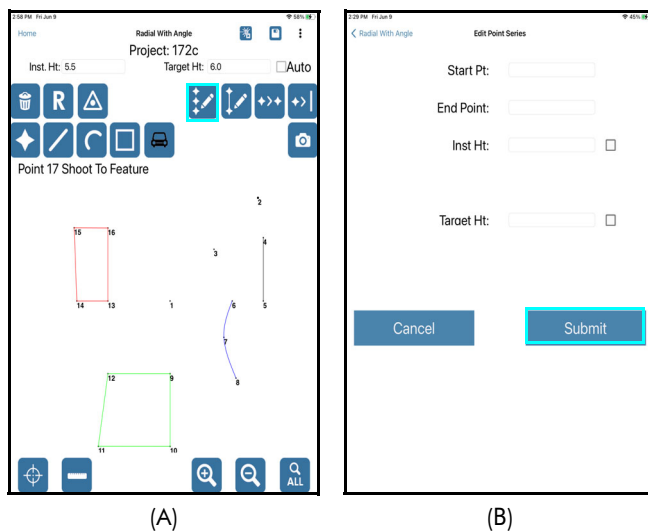 2:58 PM Fri Jun 9
58%
Home
Radial With Angle
Project: 172c
Inst. Ht: 5.5
Target Ht: 6.0
Auto
R
ALL
Point 17 Shoot To Feature
2
15
16
4
3
14
13
1
6
5
7
12
9
8
11
10
(A)
2:29 PM Fri Jun 9
45%
Radial With Angle
Edit Point Series
Start Pt:
End Point:
Inst Ht:
Target Ht:
Cancel
Submit
(B)